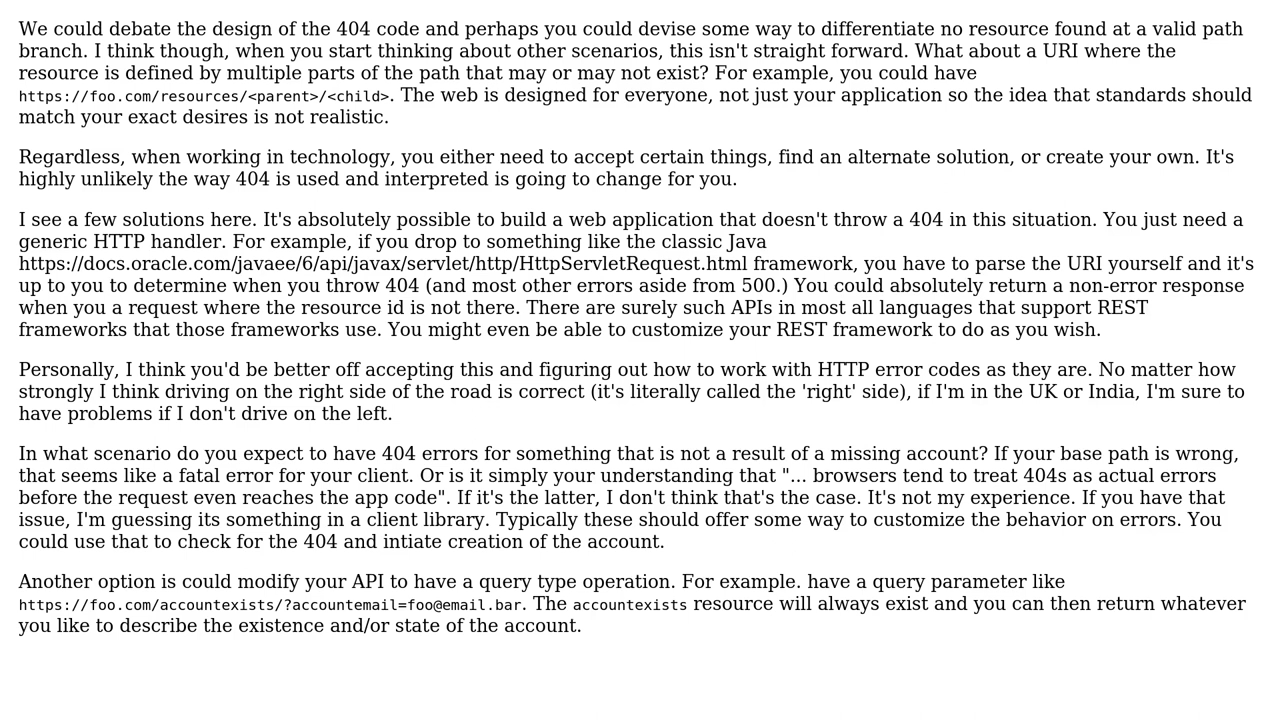 We could debate the design of the 404 code and perhaps you could devise some way to differentiate no resource found at a valid path
branch. I think though, when you start thinking about other scenarios, this isn't straight forward. What about a URI where the
resource is defined by multiple parts of the path that may or may not exist? For example, you could have
https://foo.com/resources/<parent>/<child>. The web is designed for everyone, not just your application so the idea that standards should
match your exact desires is not realistic.
Regardless, when working in technology, you either need to accept certain things, find an alternate solution, or create your own. It's
highly unlikely the way 404 is used and interpreted is going to change for you.
I see a few solutions here. It's absolutely possible to build a web application that doesn't throw a 404 in this situation. You just need a
generic HTTP handler. For example, if you drop to something like the classic Java
https://docs.oracle.com/javaee/6/api/javax/servlet/http/HttpServletRequest.html framework, you have to parse the URI yourself and it's
up to you to determine when you throw 404 (and most other errors aside from 500.) You could absolutely return a non-error response
when you a request where the resource id is not there. There are surely such APIs in most all languages that support REST
frameworks that those frameworks use. You might even be able to customize your REST framework to do as you wish.
Personally, I think you'd be better off accepting this and figuring out how to work with HTTP error codes as they are. No matter how
strongly I think driving on the right side of the road is correct (it's literally called the 'right' side), if I'm in the UK or India, I'm sure to
have problems if I don't drive on the left.
In what scenario do you expect to have 404 errors for something that is not a result of a missing account? If your base path is wrong,
that seems like a fatal error for your client. Or is it simply your understanding that "... browsers tend to treat 404s as actual errors
before the request even reaches the app code". If it's the latter, I don't think that's the case. It's not my experience. If you have that
issue, I'm guessing its something in a client library. Typically these should offer some way to customize the behavior on errors. You
could use that to check for the 404 and intiate creation of the account.
Another option is could modify your API to have a query type operation. For example. have a query parameter like
https://foo.com/accountexists/?accountemail=foo@email.bar. The accountexists resource will always exist and you can then return whatever
you like to describe the existence and/or state of the account.